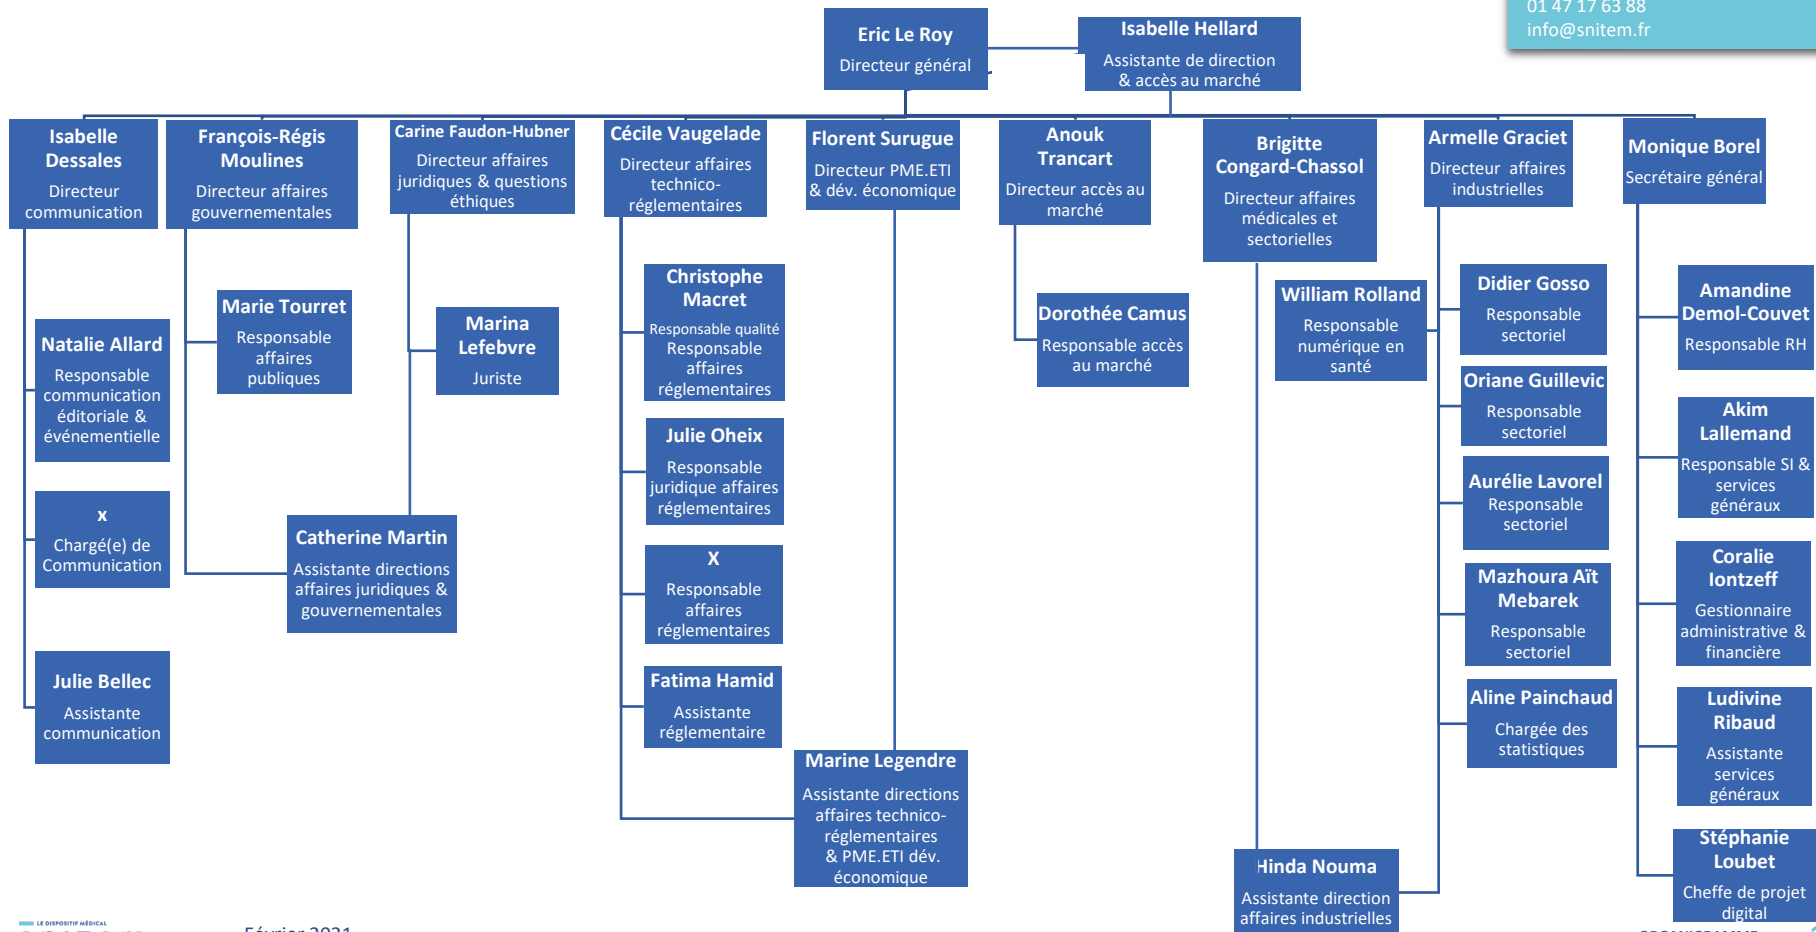 01 47 17 63 88
info@snitem.fr
Eric Le Roy
Directeur général
Isabelle Hellard
Assistante de direction
& accès au marché
Isabelle
Dessales
Directeur
communication
François-Régis
Moulines
Directeur affaires
gouvernementales
Carine Faudon-Hubner
Directeur affaires
juridiques & questions
éthiques
Cécile Vaugelade
Directeur affaires
technico-
réglementaires
Florent Surugue
Directeur PME.ETI
& dév. économique
Anouk
Trancart
Directeur accès au
marché
Brigitte
Congard-Chassol
Directeur affaires
médicales et
sectorielles
Armelle Graciet
Directeur affaires
industrielles
Monique Borel
Secrétaire général
Natalie Allard
Responsable
communication
éditoriale &
événementielle
x
Chargé(e) de
Communication
Julie Bellec
Assistante
communication
Marie Tourret
Responsable
affaires
publiques
Catherine Martin
Assistante directions
affaires juridiques &
gouvernementales
Marina
Lefebvre
Juriste
Christophe
Macret
Responsable qualité
Responsable
affaires
réglementaires
Julie Oheix
Responsable
juridique affaires
réglementaires
X
Responsable
affaires
réglementaires
Fatima Hamid
Assistante
réglementaire
Marine Legendre
Assistante directions
affaires technico-
réglementaires
& PME.ETI dév.
économique
Dorothée Camus
Responsable accès
au marché
William Rolland
Responsable
numérique en
santé
Hinda Nouma
Assistante direction
affaires industrielles
Didier Gosso
Responsable
sectoriel
Oriane Guillevic
Responsable
sectoriel
Aurélie Lavorel
Responsable
sectoriel
Mazhoura Aït
Mebarek
Responsable
sectoriel
Aline Painchaud
Chargée des
statistiques
Amandine
Demol-Couvet
Responsable RH
Akim
Lallemand
Responsable SI &
services
généraux
Coralie
Iontzeff
Gestionnaire
administrative &
financière
Ludivine
Ribaud
Assistante
services
généraux
Stéphanie
Loubet
Cheffe de projet
digital
LE DISPOSITIF MÉDICAL
Février 2021